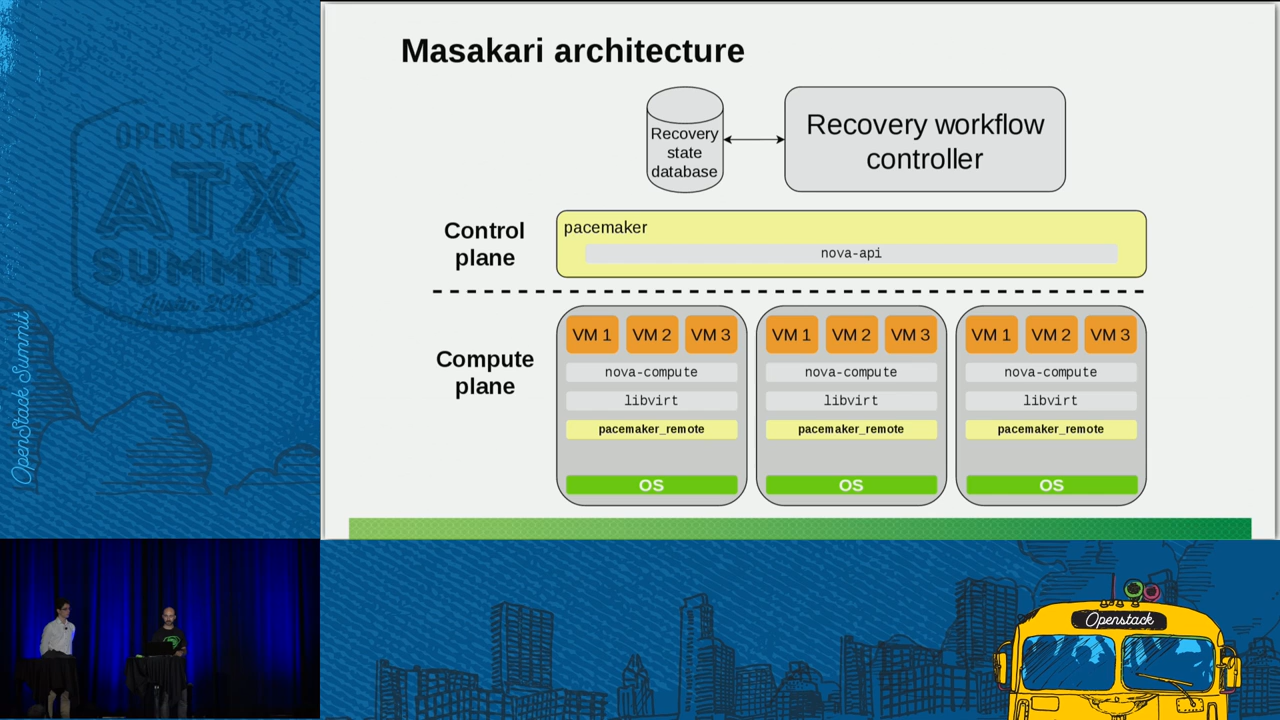 OPENSTACK
ATX
SUMMIT
Austin 2016
OpenStack Summit
Masakari architecture
Recovery
state
database
Recovery workflow
controller
Control
plane
pacemaker
nova-api
Compute
plane
VM 1 VM 2 VM 3
nova-compute
libvirt
pacemaker_remote
OS
VM 1 VM 2 VM 3
nova-compute
libvirt
pacemaker_remote
OS
VM 1 VM 2 VM 3
nova-compute
libvirt
pacemaker_remote
OS
Openstack